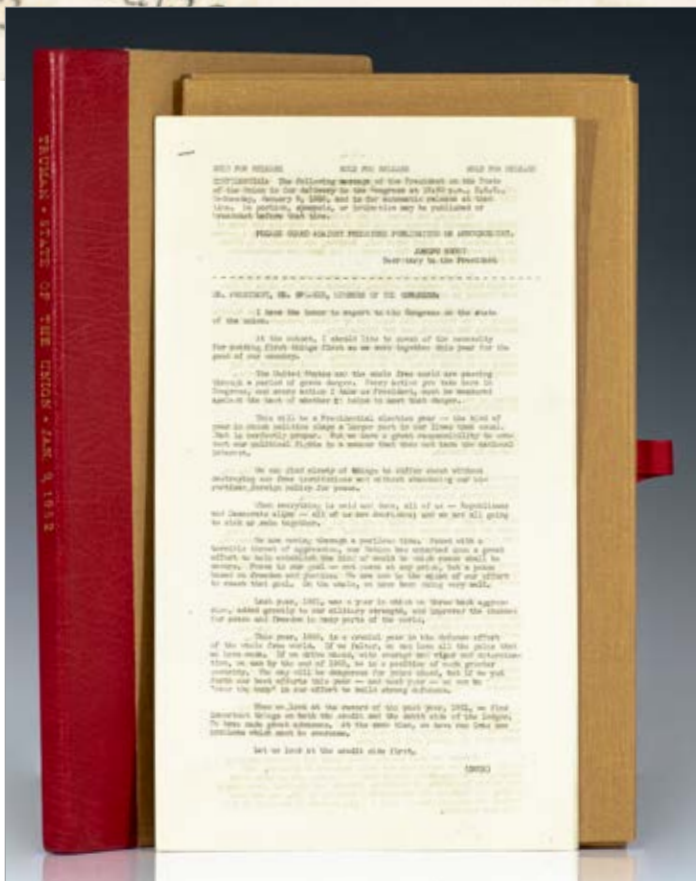 TRUMAN • STATE OF THE UNION • JAN. 9, 1952
HOLD FOR RELEASE HOLD FOR RELEASE HOLD FOR RELEASE
CONFIDENTIAL: The following message of the President on the State
of the Union is for delivery to the Congress at 12:30 p.m., E.S.T.,
Wednesday, January 9, 1952, and is for automatic release at that
time. No portion, synopsis, or intimation may be published or
broadcast before that time.
PLEASE GUARD AGAINST PREMATURE PUBLICATION OR ANNOUNCEMENT.
JOSEPH SHORT
Secretary to the President
MR. PRESIDENT, MR. SPEAKER, MEMBERS OF THE CONGRESS:
I have the honor to report to the Congress on the state
of the union.
At the outset, I should like to speak of the necessity
for putting first things first as we work together this year for the
good of our country.
The United States and the whole free world are passing
through a period of grave danger. Every action you take here in
Congress, and every action I take as President, must be measured
against the test of whether it helps to meet that danger.
This will be a Presidential election year -- the kind of
year in which politics plays a larger part in our lives than usual.
That is perfectly proper. But we have a great responsibility to
conduct our political fights in a manner that does not harm the national
interest.
We can find plenty of things to differ about without
destroying our free institutions and without abandoning our
bipartisan foreign policy for peace.
When everything is said and done, all of us -- Republicans
and Democrats alike -- all of us are Americans; and we are all going
to sink or swim together.
We are moving through a perilous time. Faced with a
terrible threat of aggression, our Nation has embarked upon a great
effort to help establish the kind of world in which peace shall be
secure. Peace is our goal -- not peace at any price, but a peace
based on freedom and justice. We are now in the midst of our effort
to reach that goal. On the whole, we have been doing very well.
Last year, 1951, was a year in which we threw back aggression,
added greatly to our military strength, and improved the chances
for peace and freedom in many parts of the world.
This year, 1952, is a crucial year in the defense effort
of the whole free world. If we falter, we can lose all the gains that
we have made. If we drive ahead, with courage and vigor and
determination, we can by the end of 1952, be in a position of much greater
security. The way will be dangerous for years ahead, but if we put
forth our best efforts this year -- and next year -- we can be
"over the hump" in our effort to build strong defenses.
When we look at the record of the past year, 1951, we find
important things on both the credit and the debit side of the ledger.
We have made great advances. At the same time, we have run into new
problems which must be overcome.
Let us look at the credit side first.
(OVER)